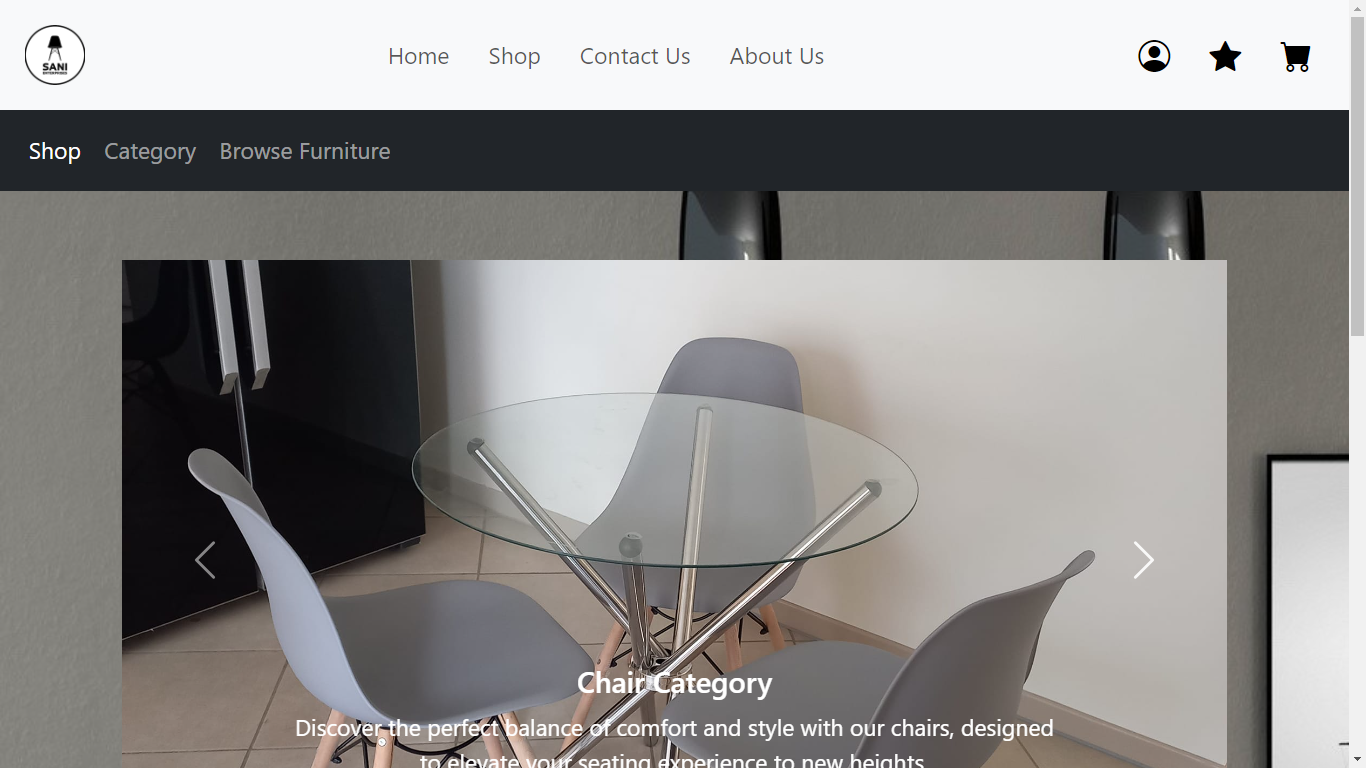 SANI
ENTERPRISES
Home Shop Contact Us About Us
Shop Category Browse Furniture
Chair Category
Discover the perfect balance of comfort and style with our chairs, designed
to elevate your seating experience to new heights.